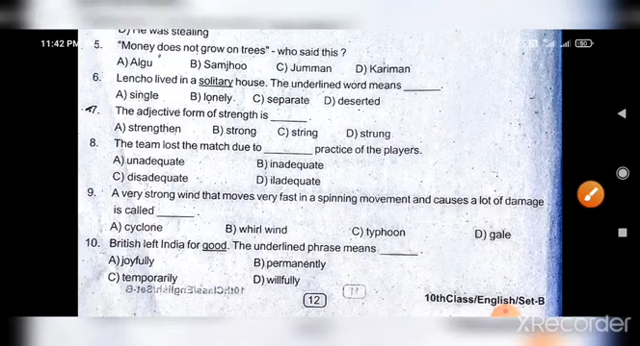 D) He was stealing
11:42 PM
50
5. "Money does not grow on trees" - who said this ?
A) Algu B) Samjhoo C) Jumman D) Kariman
6. Lencho lived in a solitary house. The underlined word means ______.
A) single B) lonely. C) separate D) deserted
7. The adjective form of strength is ______
A) strengthen B) strong C) string D) strung
8. The team lost the match due to ______ practice of the players.
A) unadequate B) inadequate
C) disadequate D) iladequate
9. A very strong wind that moves very fast in a spinning movement and causes a lot of damage
is called ______
A) cyclone B) whirl wind C) typhoon D) gale
10. British left India for good. The underlined phrase means ______
A) joyfully B) permanently
C) temporarily D) willfully
12
10thClass/English/Set-B
XRecorder